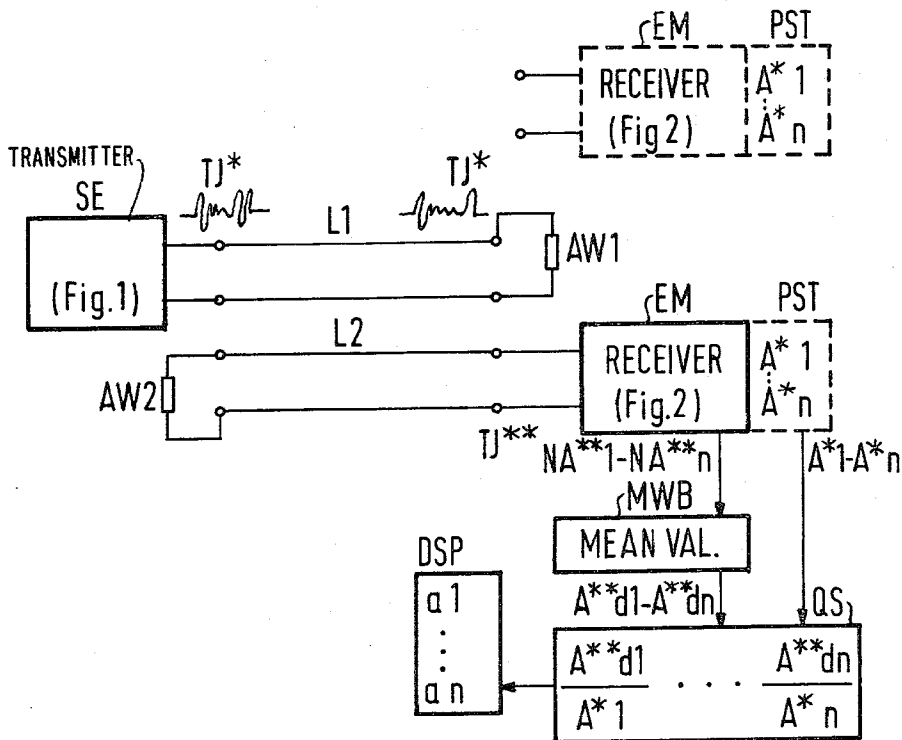 EM PST
RECEIVER A* 1
(Fig 2) A* n
TRANSMITTER
SE
TJ* TJ*
L1
AW1
(Fig.1)
EM PST
L2
RECEIVER A* 1
AW2
(Fig.2) A* n
TJ**
NA**1-NA**n A*1-A*n
MWB
MEAN VAL.
DSP
A**d1-A**dn QS
a 1
A**d1 A**dn
. . .
a n
A* 1 A* n